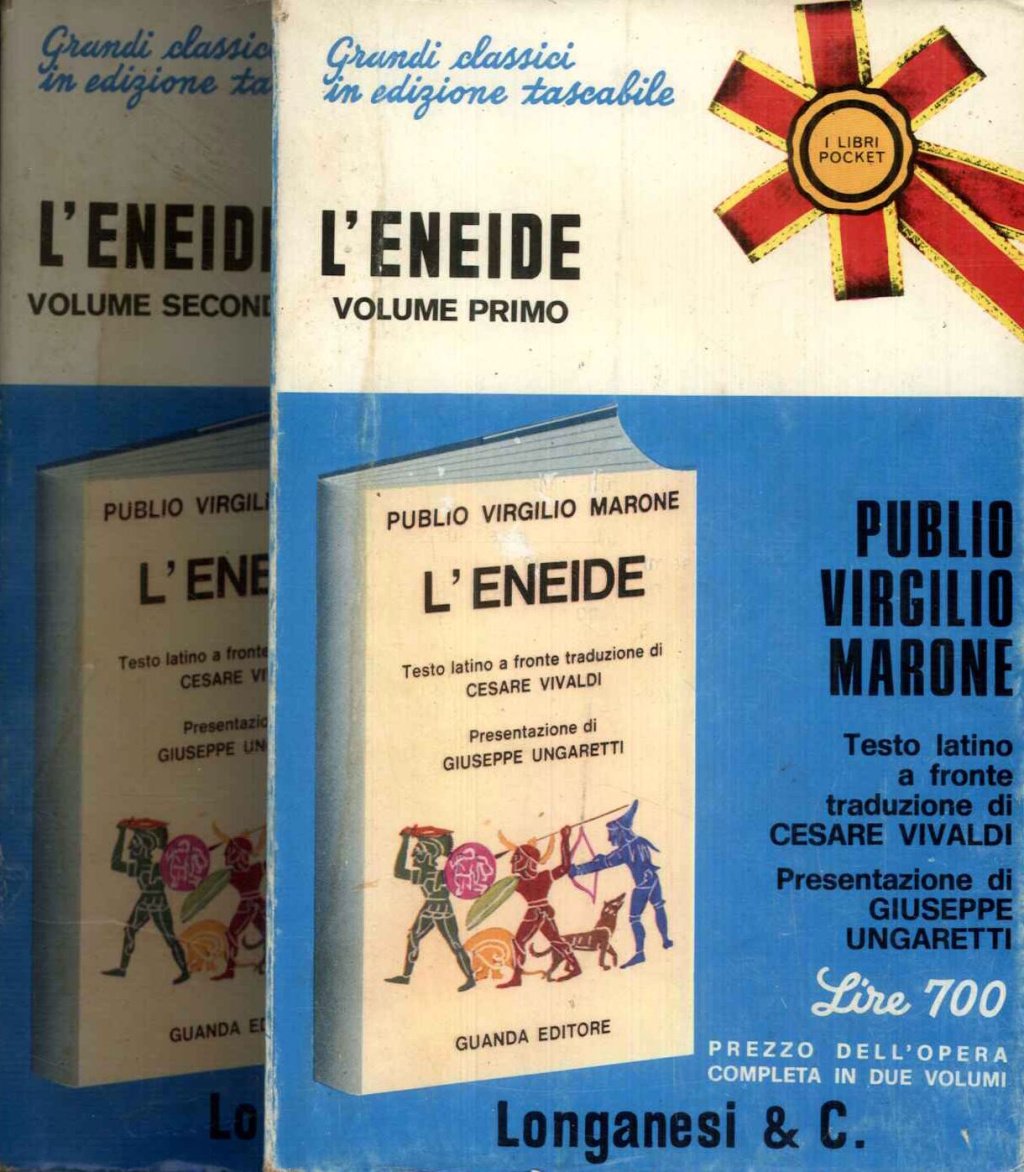 Grandi classici
in edizione tascabile
I LIBRI
POCKET
L'ENEIDE
VOLUME PRIMO
PUBLIO VIRGILIO MARONE
L'ENEIDE
Testo latino a fronte traduzione di
CESARE VIVALDI
Presentazione di
GIUSEPPE UNGARETTI
GUANDA EDITORE
PUBLIO
VIRGILIO
MARONE
Testo latino
a fronte
traduzione di
CESARE VIVALDI
Presentazione di
GIUSEPPE
UNGARETTI
Lire 700
PREZZO DELL'OPERA
COMPLETA IN DUE VOLUMI
Longanesi & C.
Grandi classic
in edizione ta
L'ENEID
VOLUME SECOND
PUBLIO VIRGILI
L'ENE
Testo latino a fronte
CESARE VI
Presentazio
GIUSEPPE UN
GUANDA ED
Lo